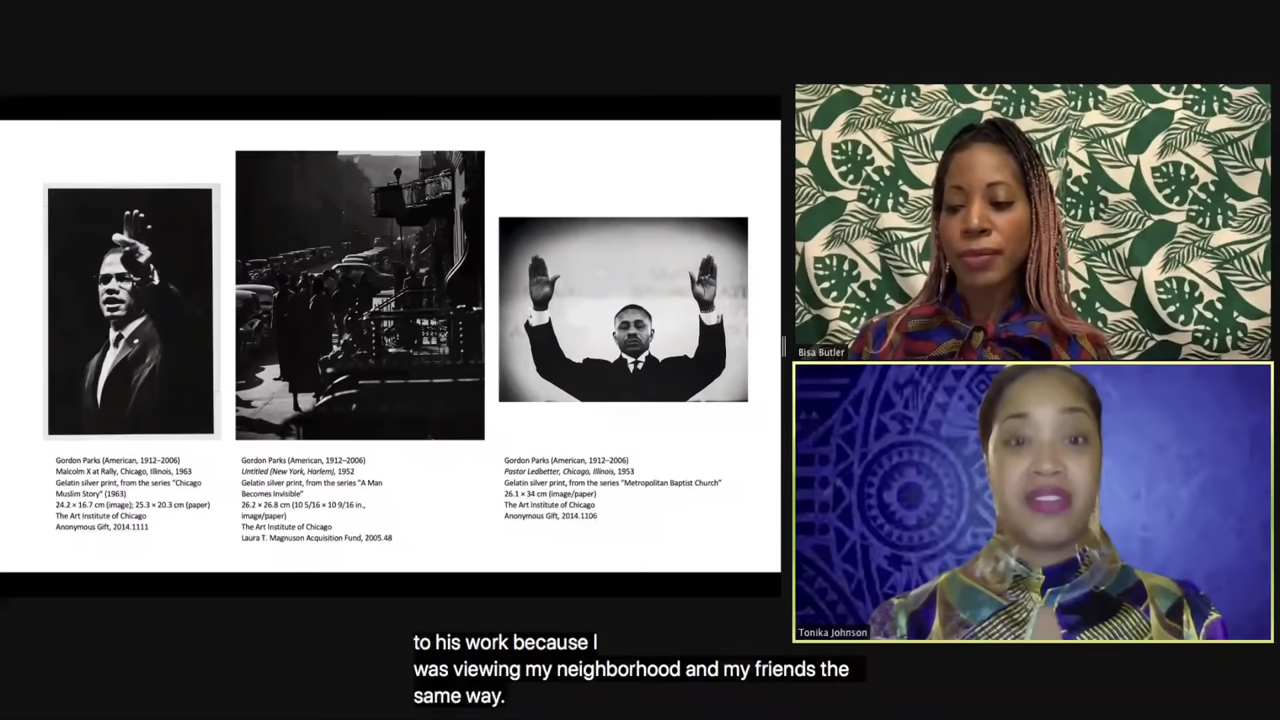 Gordon Parks (American, 1912–2006)
Malcolm X at Rally, Chicago, Illinois, 1963
Gelatin silver print, from the series "Chicago
Muslim Story" (1963)
24.2 × 16.7 cm (image); 25.3 × 20.3 cm (paper)
The Art Institute of Chicago
Anonymous Gift, 2014.1111
Gordon Parks (American, 1912–2006)
Untitled (New York, Harlem), 1952
Gelatin silver print, from the series "A Man
Becomes Invisible"
26.2 × 26.8 cm (10 5/16 × 10 9/16 in.,
image/paper)
The Art Institute of Chicago
Laura T. Magnuson Acquisition Fund, 2005.48
Gordon Parks (American, 1912–2006)
Pastor Ledbetter, Chicago, Illinois, 1953
Gelatin silver print, from the series "Metropolitan Baptist Church"
26.1 × 34 cm (image/paper)
The Art Institute of Chicago
Anonymous Gift, 2014.1106
Bisa Butler
Tonika Johnson
to his work because I
was viewing my neighborhood and my friends the
same way.